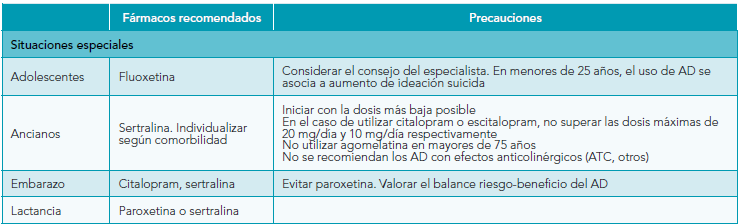 Fármacos recomendados Precauciones
Situaciones especiales
Adolescentes Fluoxetina Considerar el consejo del especialista. En menores de 25 años, el uso de AD se
asocia a aumento de ideación suicida
Ancianos Sertralina. Individualizar
según comorbilidad
Iniciar con la dosis más baja posible
En el caso de utilizar citalopram o escitalopram, no superar las dosis máximas de
20 mg/día y 10 mg/día respectivamente
No utilizar agomelatina en mayores de 75 años
No se recomiendan los AD con efectos anticolinérgicos (ATC, otros)
Embarazo Citalopram, sertralina Evitar paroxetina. Valorar el balance riesgo-beneficio del AD
Lactancia Paroxetina o sertralina